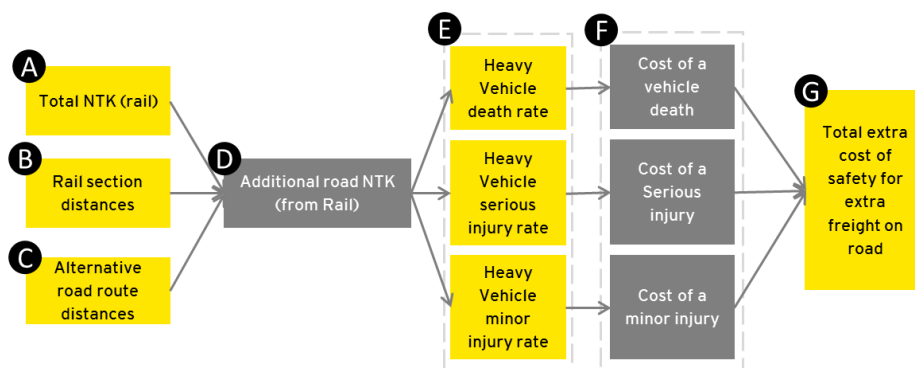 A
Total NTK (rail)
B
Rail section
distances
C
Alternative
road route
distances
D
Additional road NTK
(from Rail)
E
Heavy
Vehicle
death rate
Heavy
Vehicle
serious
injury rate
Heavy
Vehicle
minor
injury rate
F
Cost of a
vehicle
death
Cost of a
Serious
injury
Cost of a
minor injury
G
Total extra
cost of
safety for
extra
freight on
road